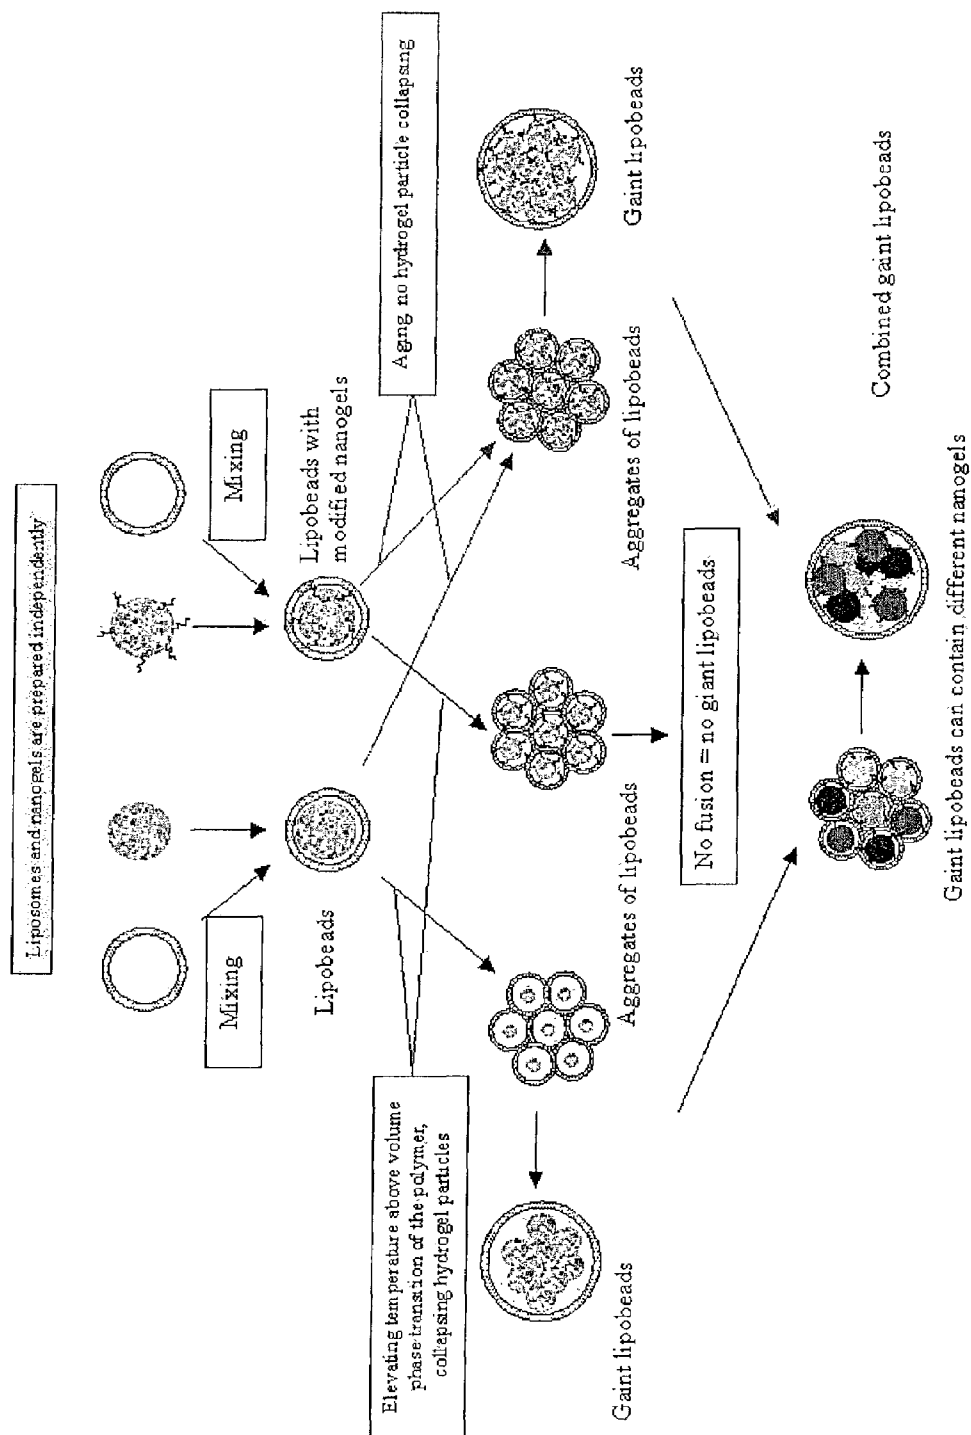 Liposomes and nanogels are prepared independently
Mixing
Mixing
Lipobeads
Lipobeads with
modified nanogels
Elevating temperature above volume
phase transition of the polymer,
collapsing hydrogel particles
Aging no hydrogel particle collapsing
Gaint lipobeads
Aggregates of lipobeads
Aggregates of lipobeads
Gaint lipobeads
No fusion = no giant lipobeads
Combined gaint lipobeads
Gaint lipobeads can contain different nanogels